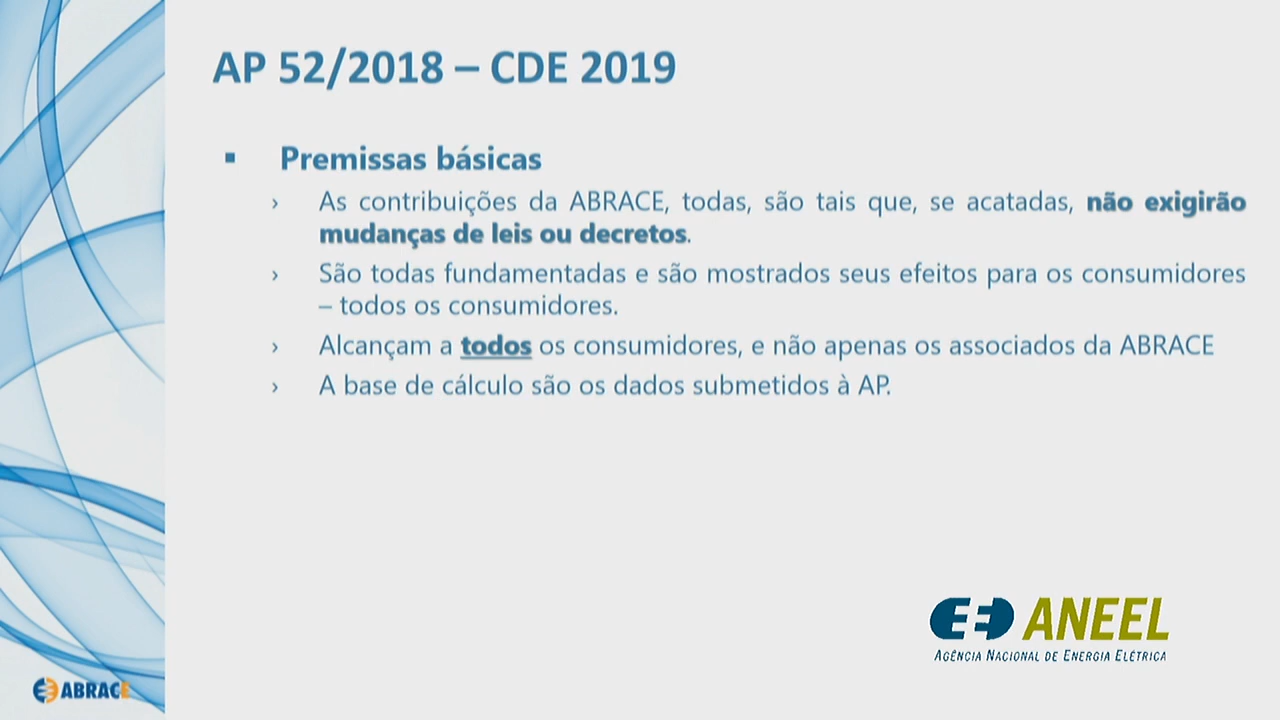 AP 52/2018 – CDE 2019
▪ Premissas básicas
› As contribuições da ABRACE, todas, são tais que, se acatadas, não exigirão
mudanças de leis ou decretos.
› São todas fundamentadas e são mostrados seus efeitos para os consumidores
– todos os consumidores.
› Alcançam a todos os consumidores, e não apenas os associados da ABRACE
› A base de cálculo são os dados submetidos à AP.
ANEEL
AGÊNCIA NACIONAL DE ENERGIA ELÉTRICA
ABRACE